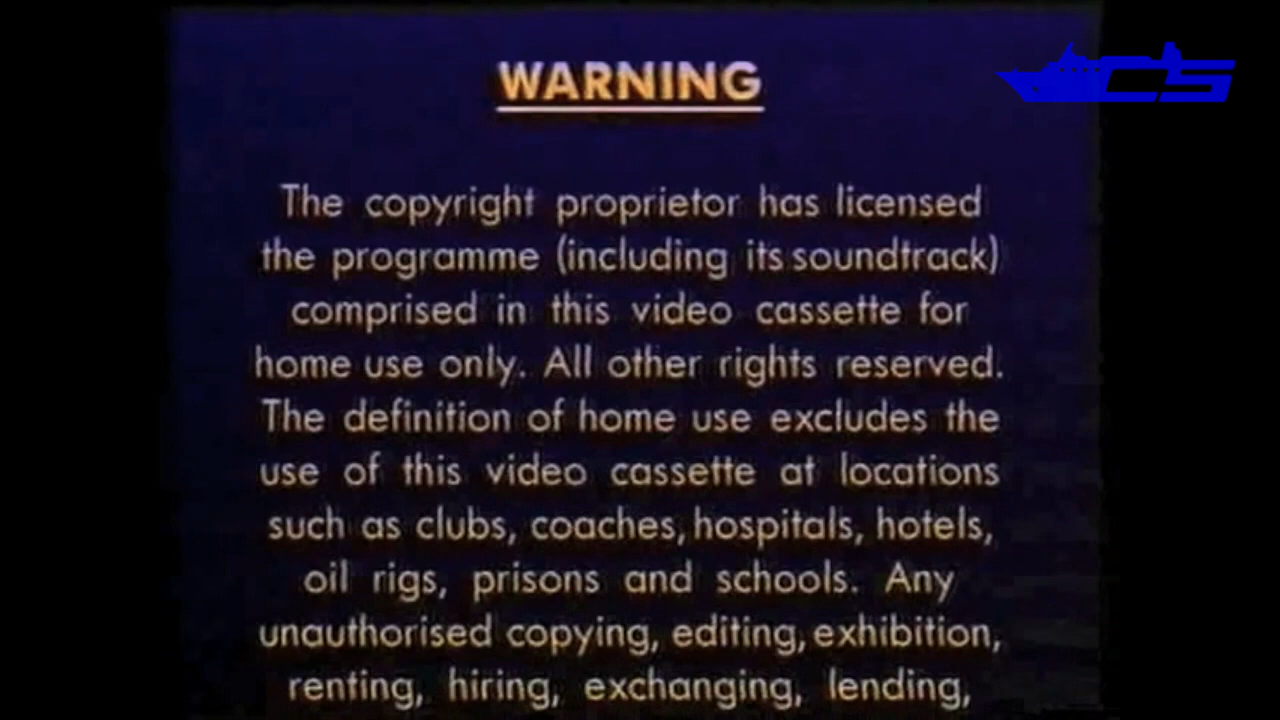 WARNING
CS
The copyright proprietor has licensed
the programme (including its soundtrack)
comprised in this video cassette for
home use only. All other rights reserved.
The definition of home use excludes the
use of this video cassette at locations
such as clubs, coaches, hospitals, hotels,
oil rigs, prisons and schools. Any
unauthorised copying, editing, exhibition,
renting, hiring, exchanging, lending,